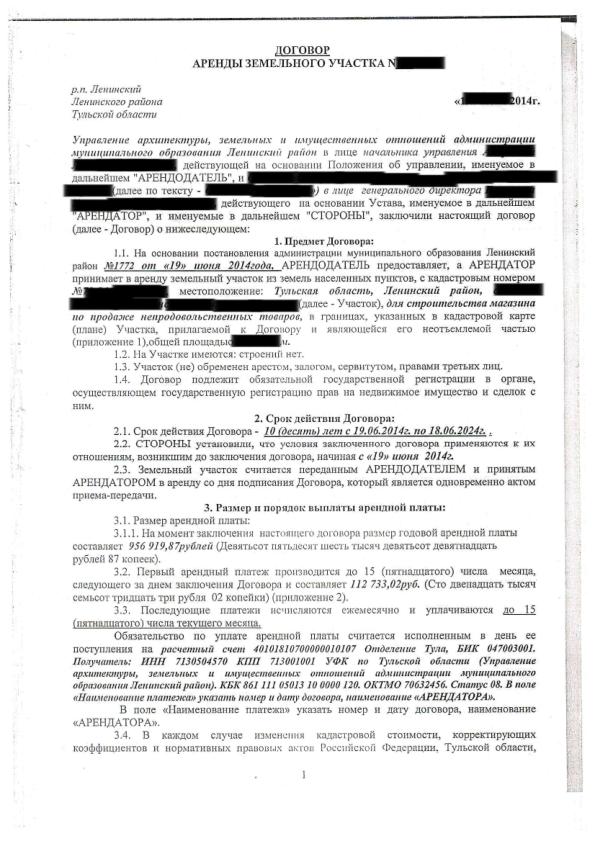 ДОГОВОР
АРЕНДЫ ЗЕМЕЛЬНОГО УЧАСТКА N
р.п. Ленинский
Ленинского района
Тульской области
« 2014г.
Управление архитектуры, земельных и имущественных отношений администрации
муниципального образования Ленинский район в лице начальника управления
действующей на основании Положения об управлении, именуемое в
дальнейшем "АРЕНДОДАТЕЛЬ", и
(далее по тексту - ) в лице генерального директора
действующего на основании Устава, именуемое в дальнейшем
"АРЕНДАТОР", и именуемые в дальнейшем "СТОРОНЫ", заключили настоящий договор
(далее - Договор) о нижеследующем:
1. Предмет Договора:
1.1. На основании постановления администрации муниципального образования Ленинский
район №1772 от «19» июня 2014года, АРЕНДОДАТЕЛЬ предоставляет, а АРЕНДАТОР
принимает в аренду земельный участок из земель населенных пунктов, с кадастровым номером
№ местоположение: Тульская область, Ленинский район,
(далее - Участок), для строительства магазина
по продаже непродовольственных товаров, в границах, указанных в кадастровой карте
(плане) Участка, прилагаемой к Договору и являющейся его неотъемлемой частью
(приложение 1),общей площадью м.
1.2. На Участке имеются: строений нет.
1.3. Участок (не) обременен арестом, залогом, сервитутом, правами третьих лиц.
1.4. Договор подлежит обязательной государственной регистрации в органе,
осуществляющем государственную регистрацию прав на недвижимое имущество и сделок с
ним.
2. Срок действия Договора:
2.1. Срок действия Договора - 10 (десять) лет с 19.06.2014г. по 18.06.2024г. .
2.2. СТОРОНЫ установили, что условия заключенного договора применяются к их
отношениям, возникшим до заключения договора, начиная с «19» июня 2014г.
2.3. Земельный участок считается переданным АРЕНДОДАТЕЛЕМ и принятым
АРЕНДАТОРОМ в аренду со дня подписания Договора, который является одновременно актом
приема-передачи.
3. Размер и порядок выплаты арендной платы:
3.1. Размер арендной платы:
3.1.1. На момент заключения настоящего договора размер годовой арендной платы
составляет 956 919,87рублей (Девятьсот пятьдесят шесть тысяч девятьсот девятнадцать
рублей 87 копеек).
3.2. Первый арендный платеж производится до 15 (пятнадцатого) числа месяца,
следующего за днем заключения Договора и составляет 112 733,02руб. (Сто двенадцать тысяч
семьсот тридцать три рубля 02 копейки) (приложение 2).
3.3. Последующие платежи исчисляются ежемесячно и уплачиваются до 15
(пятнадцатого) числа текущего месяца.
Обязательство по уплате арендной платы считается исполненным в день ее
поступления на расчетный счет 40101810700000010107 Отделение Тула, БИК 047003001.
Получатель: ИНН 7130504570 КПП 713001001 УФК по Тульской области (Управление
архитектуры, земельных и имущественных отношений администрации муниципального
образования Ленинский район). КБК 861 111 05013 10 0000 120. ОКТМО 70632456. Статус 08. В поле
«Наименование платежа» указать номер и дату договора, наименование «АРЕНДАТОРА».
В поле «Наименование платежа» указать номер и дату договора, наименование
«АРЕНДАТОРА».
3.4. В каждом случае изменения кадастровой стоимости, корректирующих
коэффициентов и нормативных правовых актов Российской Федерации, Тульской области,
1